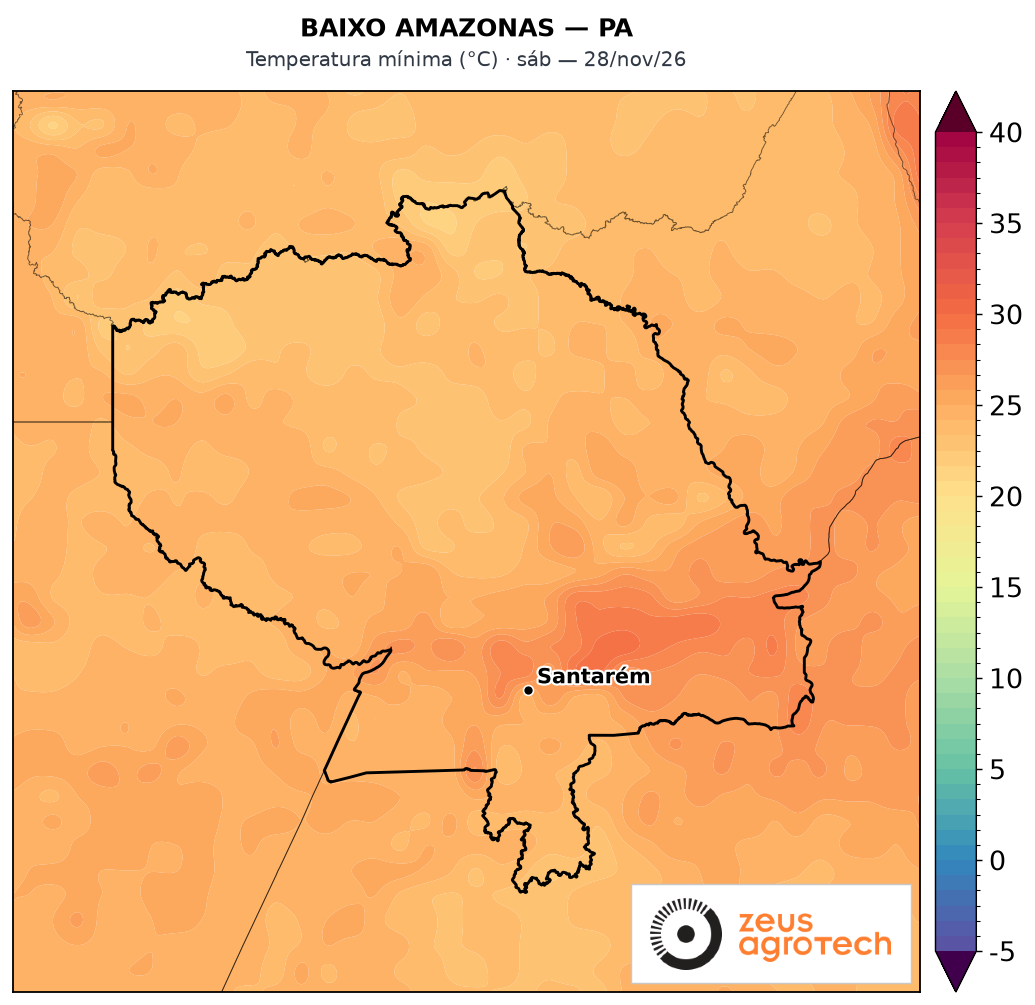 BAIXO AMAZONAS — PA
Temperatura mínima (°C) · sáb — 28/nov/26
40
35
30
25
20
15
10
5
0
-5
Santarém
zeus
agrotech